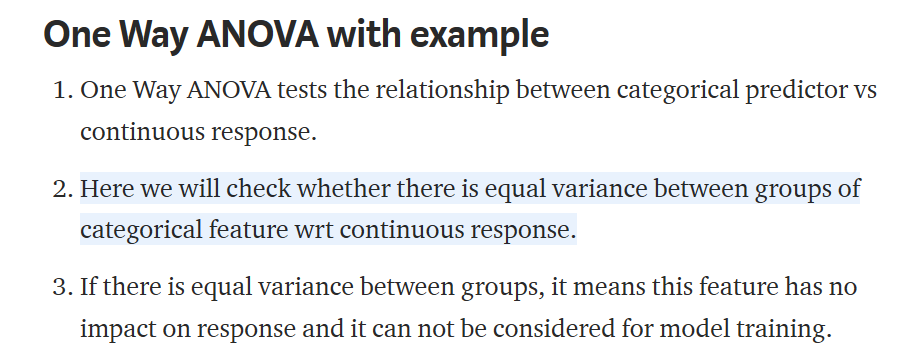 One Way ANOVA with example
1. One Way ANOVA tests the relationship between categorical predictor vs
continuous response.
2. Here we will check whether there is equal variance between groups of
categorical feature wrt continuous response.
3. If there is equal variance between groups, it means this feature has no
impact on response and it can not be considered for model training.